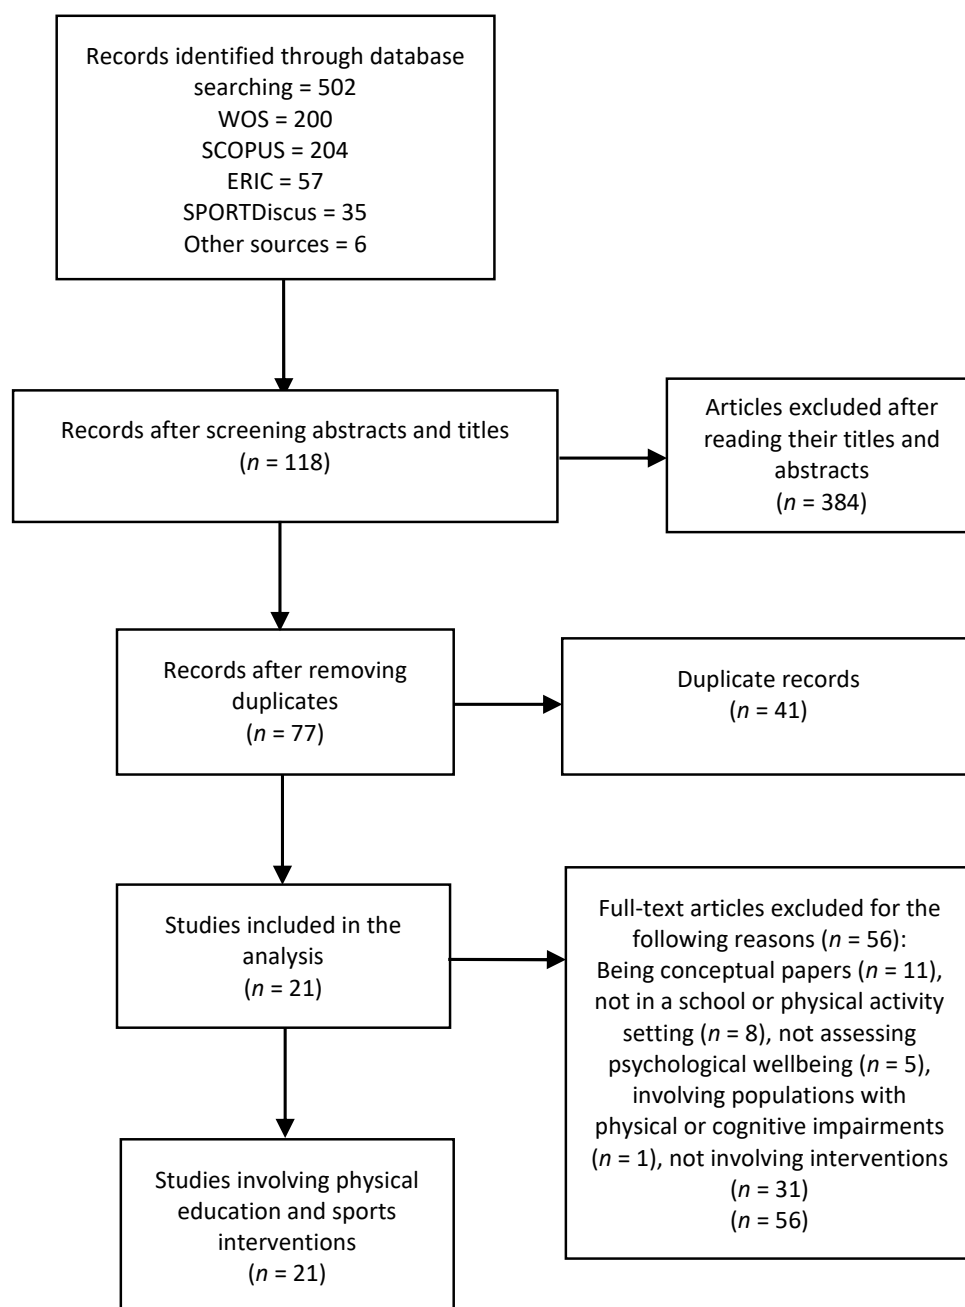 Records identified through database
searching = 502
WOS = 200
SCOPUS = 204
ERIC = 57
SPORTDiscus = 35
Other sources = 6
Records after screening abstracts and titles
(n = 118)
Articles excluded after
reading their titles and
abstracts
(n = 384)
Records after removing
duplicates
(n = 77)
Duplicate records
(n = 41)
Studies included in the
analysis
(n = 21)
Full-text articles excluded for the
following reasons (n = 56):
Being conceptual papers (n = 11),
not in a school or physical activity
setting (n = 8), not assessing
psychological wellbeing (n = 5),
involving populations with
physical or cognitive impairments
(n = 1), not involving interventions
(n = 31)
(n = 56)
Studies involving physical
education and sports
interventions
(n = 21)